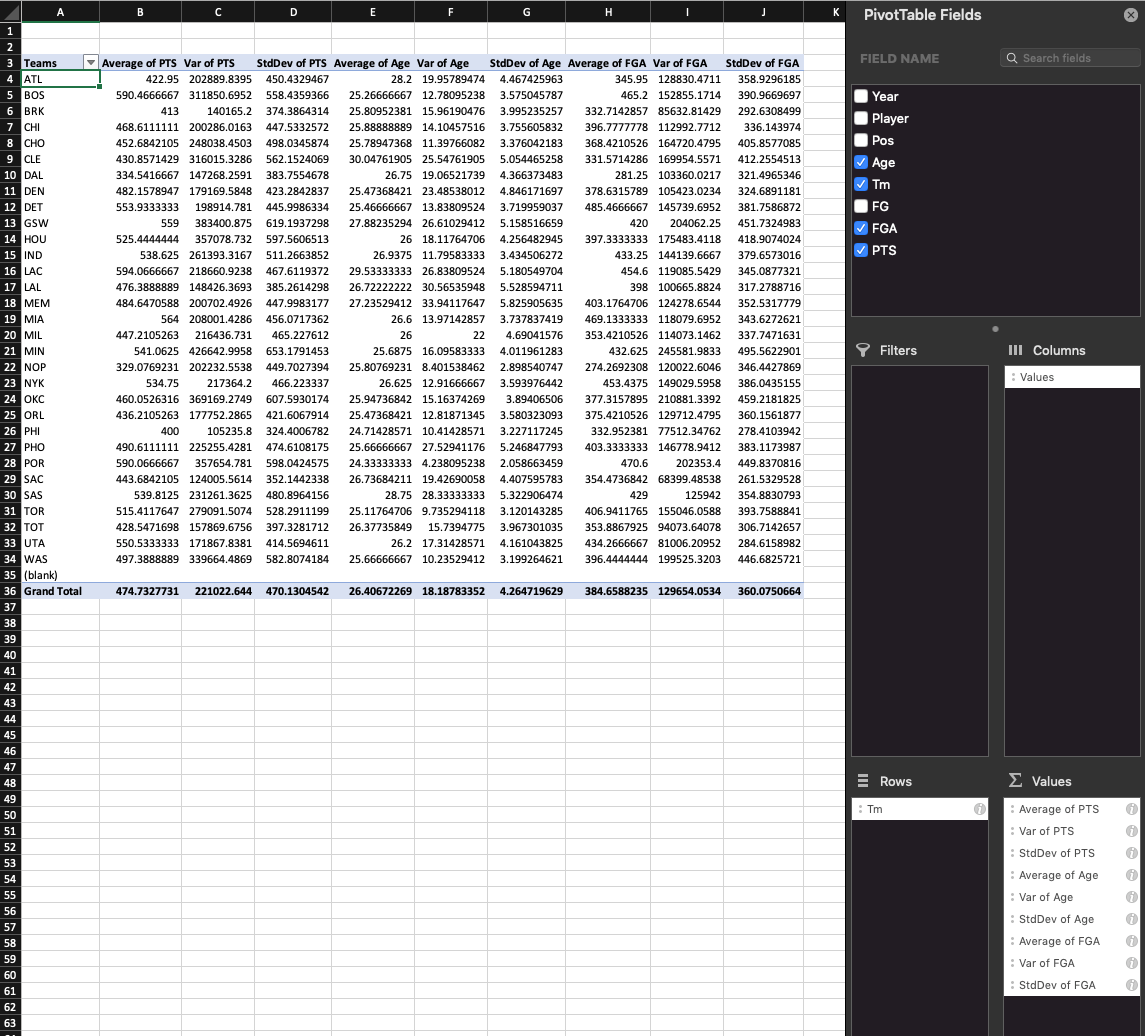 A B C D E F G H I J K
1
2
3 Teams Average of PTS Var of PTS StdDev of PTS Average of Age Var of Age StdDev of Age Average of FGA Var of FGA StdDev of FGA
4 ATL 422.95 202889.8395 450.4329467 28.2 19.95789474 4.467425963 345.95 128830.4711 358.9296185
5 BOS 590.4666667 311850.6952 558.4359366 25.26666667 12.78095238 3.575045787 465.2 152855.1714 390.9669697
6 BRK 413 140165.2 374.3864314 25.80952381 15.96190476 3.995235257 332.7142857 85632.81429 292.6308499
7 CHI 468.6111111 200286.0163 447.5332572 25.88888889 14.10457516 3.755605832 396.7777778 112992.7712 336.143974
8 CHO 452.6842105 248038.4503 498.0345874 25.78947368 11.39766082 3.376042183 368.4210526 164720.4795 405.8577085
9 CLE 430.8571429 316015.3286 562.1524069 30.04761905 25.54761905 5.054465258 331.5714286 169954.5571 412.2554513
10 DAL 334.5416667 147268.2591 383.7554678 26.75 19.06521739 4.366373483 281.25 103360.0217 321.4965346
11 DEN 482.1578947 179169.5848 423.2842837 25.47368421 23.48538012 4.846171697 378.6315789 105423.0234 324.6891181
12 DET 553.9333333 198914.781 445.9986334 25.46666667 13.83809524 3.719959037 485.4666667 145739.6952 381.7586872
13 GSW 559 383400.875 619.1937298 27.88235294 26.61029412 5.158516659 420 204062.25 451.7324983
14 HOU 525.4444444 357078.732 597.5606513 26 18.11764706 4.256482945 397.3333333 175483.4118 418.9074024
15 IND 538.625 261393.3167 511.2663852 26.9375 11.79583333 3.434506272 433.25 144139.6667 379.6573016
16 LAC 594.0666667 218660.9238 467.6119372 29.53333333 26.83809524 5.180549704 454.6 119085.5429 345.0877321
17 LAL 476.3888889 148426.3693 385.2614298 26.72222222 30.56535948 5.528594711 398 100665.8824 317.2788716
18 MEM 484.6470588 200702.4926 447.9983177 27.23529412 33.94117647 5.825905635 403.1764706 124278.6544 352.5317779
19 MIA 564 208001.4286 456.0717362 26.6 13.97142857 3.737837419 469.1333333 118079.6952 343.6272621
20 MIL 447.2105263 216436.731 465.227612 26 22 4.69041576 353.4210526 114073.1462 337.7471631
21 MIN 541.0625 426642.9958 653.1791453 25.6875 16.09583333 4.011961283 432.625 245581.9833 495.5622901
22 NOP 329.0769231 202232.5538 449.7027394 25.80769231 8.401538462 2.898540747 274.2692308 120022.6046 346.4427869
23 NYK 534.75 217364.2 466.223337 26.625 12.91666667 3.593976442 453.4375 149029.5958 386.0435155
24 OKC 460.0526316 369169.2749 607.5930174 25.94736842 15.16374269 3.89406506 377.3157895 210881.3392 459.2181825
25 ORL 436.2105263 177752.2865 421.6067914 25.47368421 12.81871345 3.580323093 375.4210526 129712.4795 360.1561877
26 PHI 400 105235.8 324.4006782 24.71428571 10.41428571 3.227117245 332.952381 77512.34762 278.4103942
27 PHO 490.6111111 225255.4281 474.6108175 25.66666667 27.52941176 5.246847793 403.3333333 146778.9412 383.1173987
28 POR 590.0666667 357654.781 598.0424575 24.33333333 4.238095238 2.058663459 470.6 202353.4 449.8370816
29 SAC 443.6842105 124005.5614 352.1442338 26.73684211 19.42690058 4.407595783 354.4736842 68399.48538 261.5329528
30 SAS 539.8125 231261.3625 480.8964156 28.75 28.33333333 5.322906474 429 125942 354.8830793
31 TOR 515.4117647 279091.5074 528.2911199 25.11764706 9.735294118 3.120143285 406.9411765 155046.0588 393.7588841
32 TOT 428.5471698 157869.6756 397.3281712 26.37735849 15.7394775 3.967301035 353.8867925 94073.64078 306.7142657
33 UTA 550.5333333 171867.8381 414.5694611 26.2 17.31428571 4.161043825 434.2666667 81006.20952 284.6158982
34 WAS 497.3888889 339664.4869 582.8074184 25.66666667 10.23529412 3.199264621 396.4444444 199525.3203 446.6825721
35 (blank)
36 Grand Total 474.7327731 221022.644 470.1304542 26.40672269 18.18783352 4.264719629 384.6588235 129654.0534 360.0750664
37
38
39
40
41
42
43
44
45
46
47
48
49
50
51
52
53
54
55
56
57
58
59
60
61
62
63
PivotTable Fields
FIELD NAME
Search fields
Year
Player
Pos
Age
Tm
FG
FGA
PTS
Filters
Columns
Values
Rows
Values
Tm
Average of PTS
Var of PTS
StdDev of PTS
Average of Age
Var of Age
StdDev of Age
Average of FGA
Var of FGA
StdDev of FGA